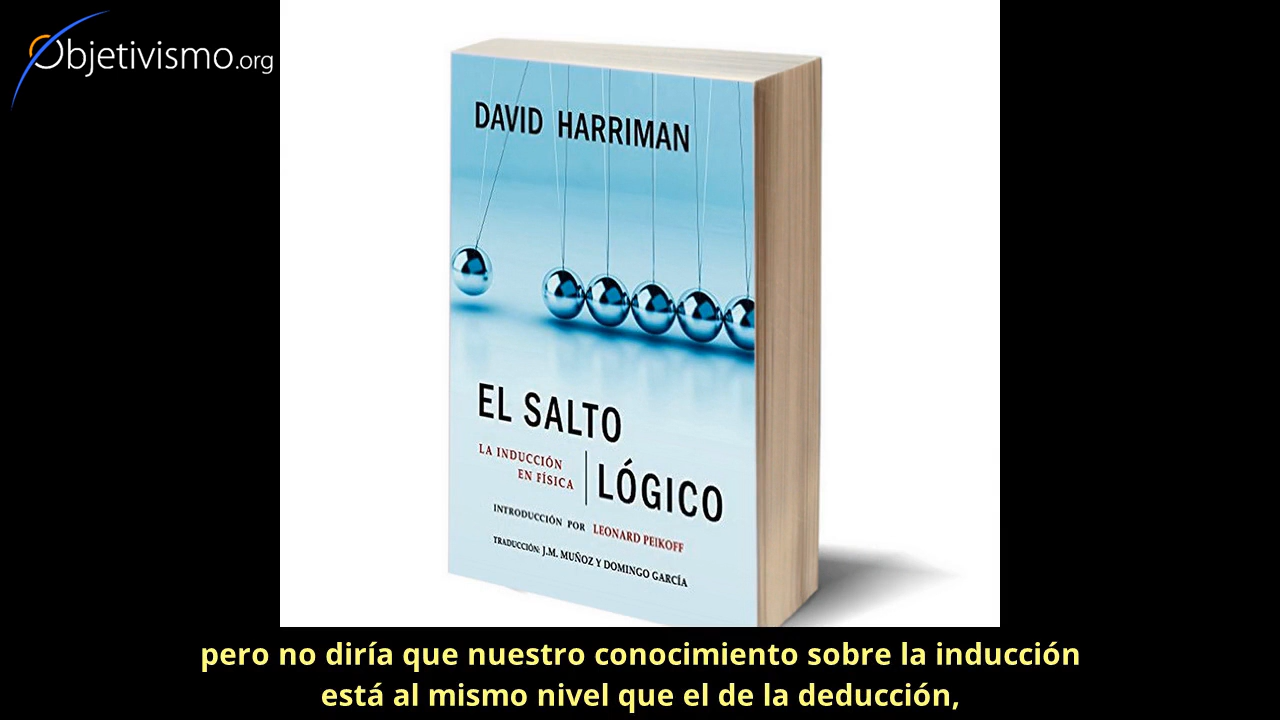 Objetivismo.org
DAVID HARRIMAN
EL SALTO
LA INDUCCIÓN
EN FÍSICA
LÓGICO
INTRODUCCIÓN POR LEONARD PEIKOFF
TRADUCCIÓN: J.M. MUÑOZ Y DOMINGO GARCÍA
pero no diría que nuestro conocimiento sobre la inducción
está al mismo nivel que el de la deducción,